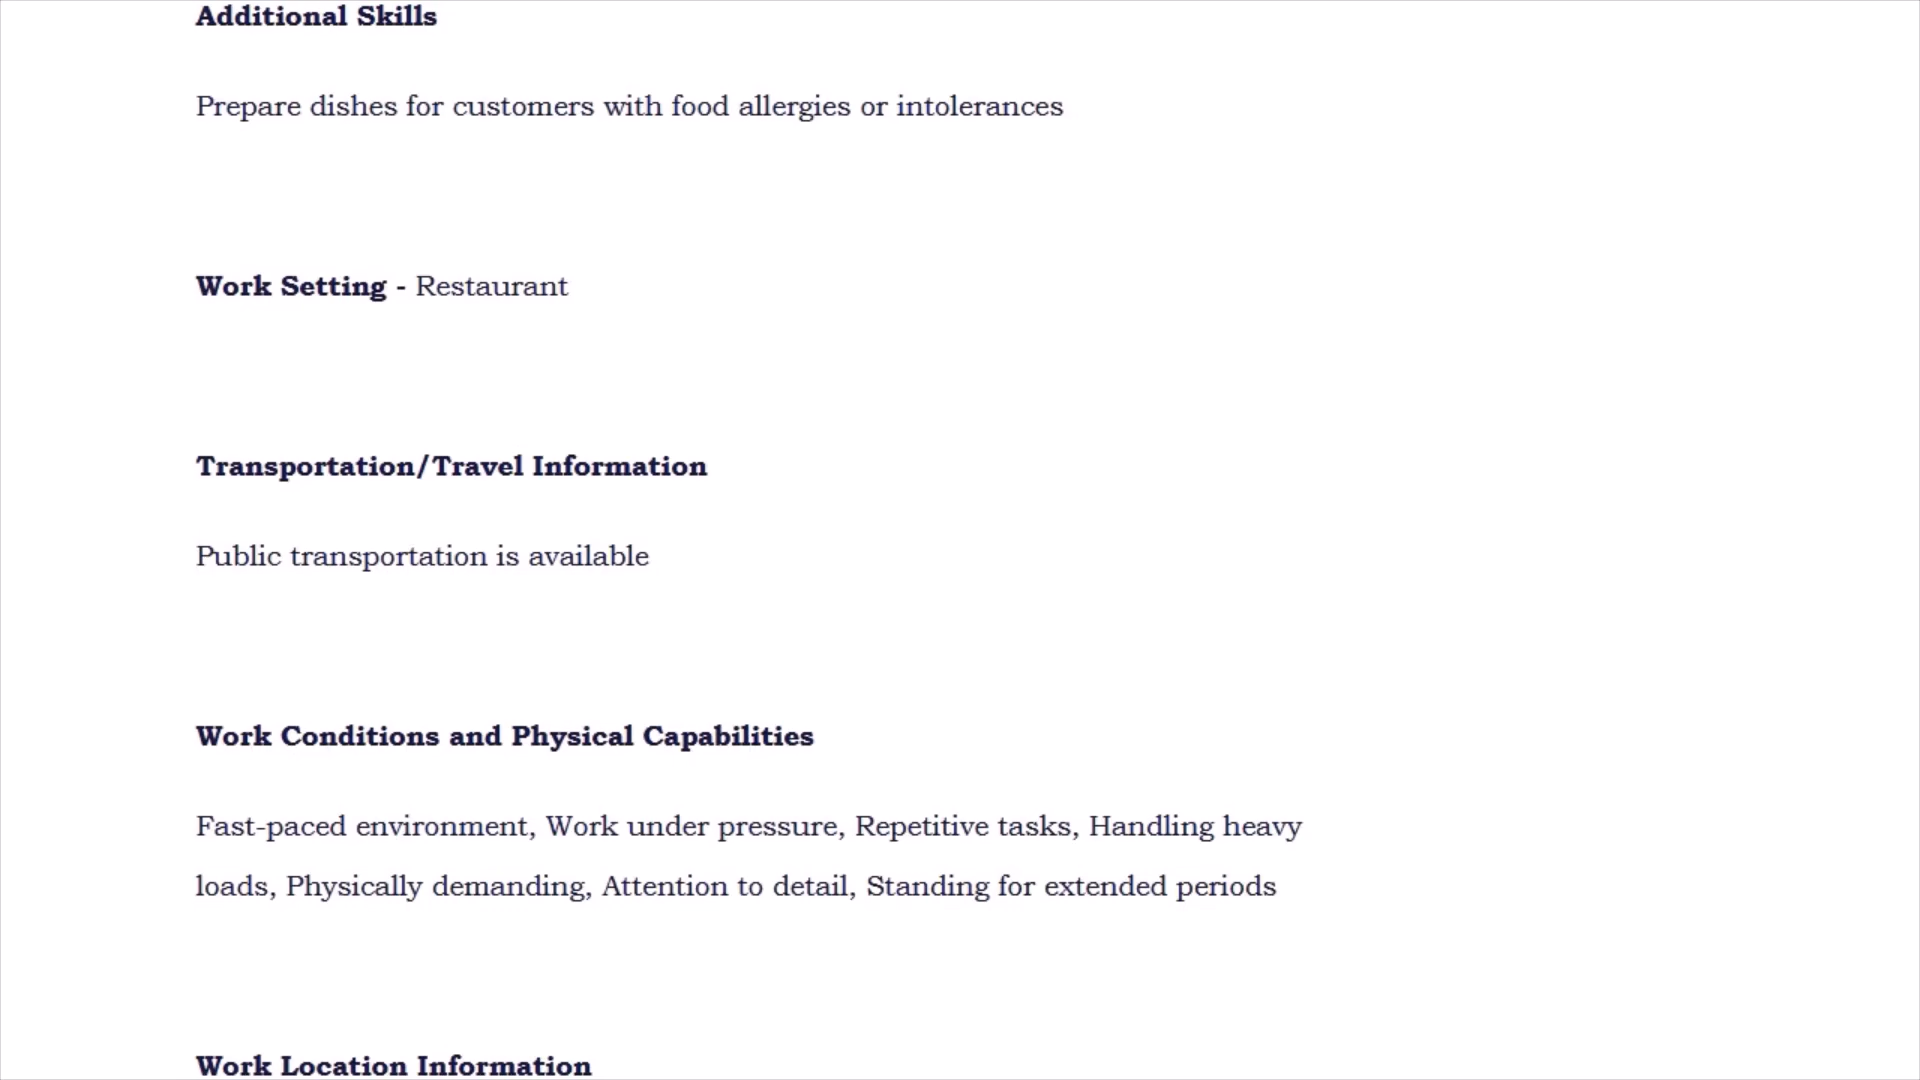 Additional Skills
Prepare dishes for customers with food allergies or intolerances
Work Setting - Restaurant
Transportation/Travel Information
Public transportation is available
Work Conditions and Physical Capabilities
Fast-paced environment, Work under pressure, Repetitive tasks, Handling heavy
loads, Physically demanding, Attention to detail, Standing for extended periods
Work Location Information